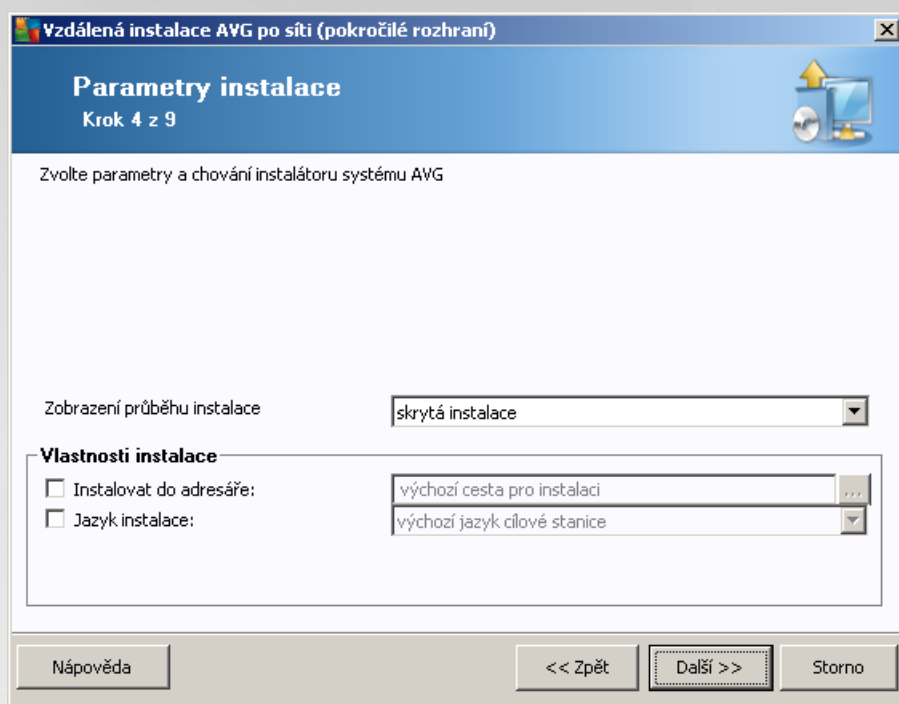 Vzdálená instalace AVG po síti (pokročilé rozhraní)
Parametry instalace
Krok 4 z 9
Zvolte parametry a chování instalátoru systému AVG
Zobrazení průběhu instalace
skrytá instalace
Vlastnosti instalace
Instalovat do adresáře:
výchozí cesta pro instalaci
...
Jazyk instalace:
výchozí jazyk cílové stanice
Nápověda
<< Zpět
Další >>
Storno